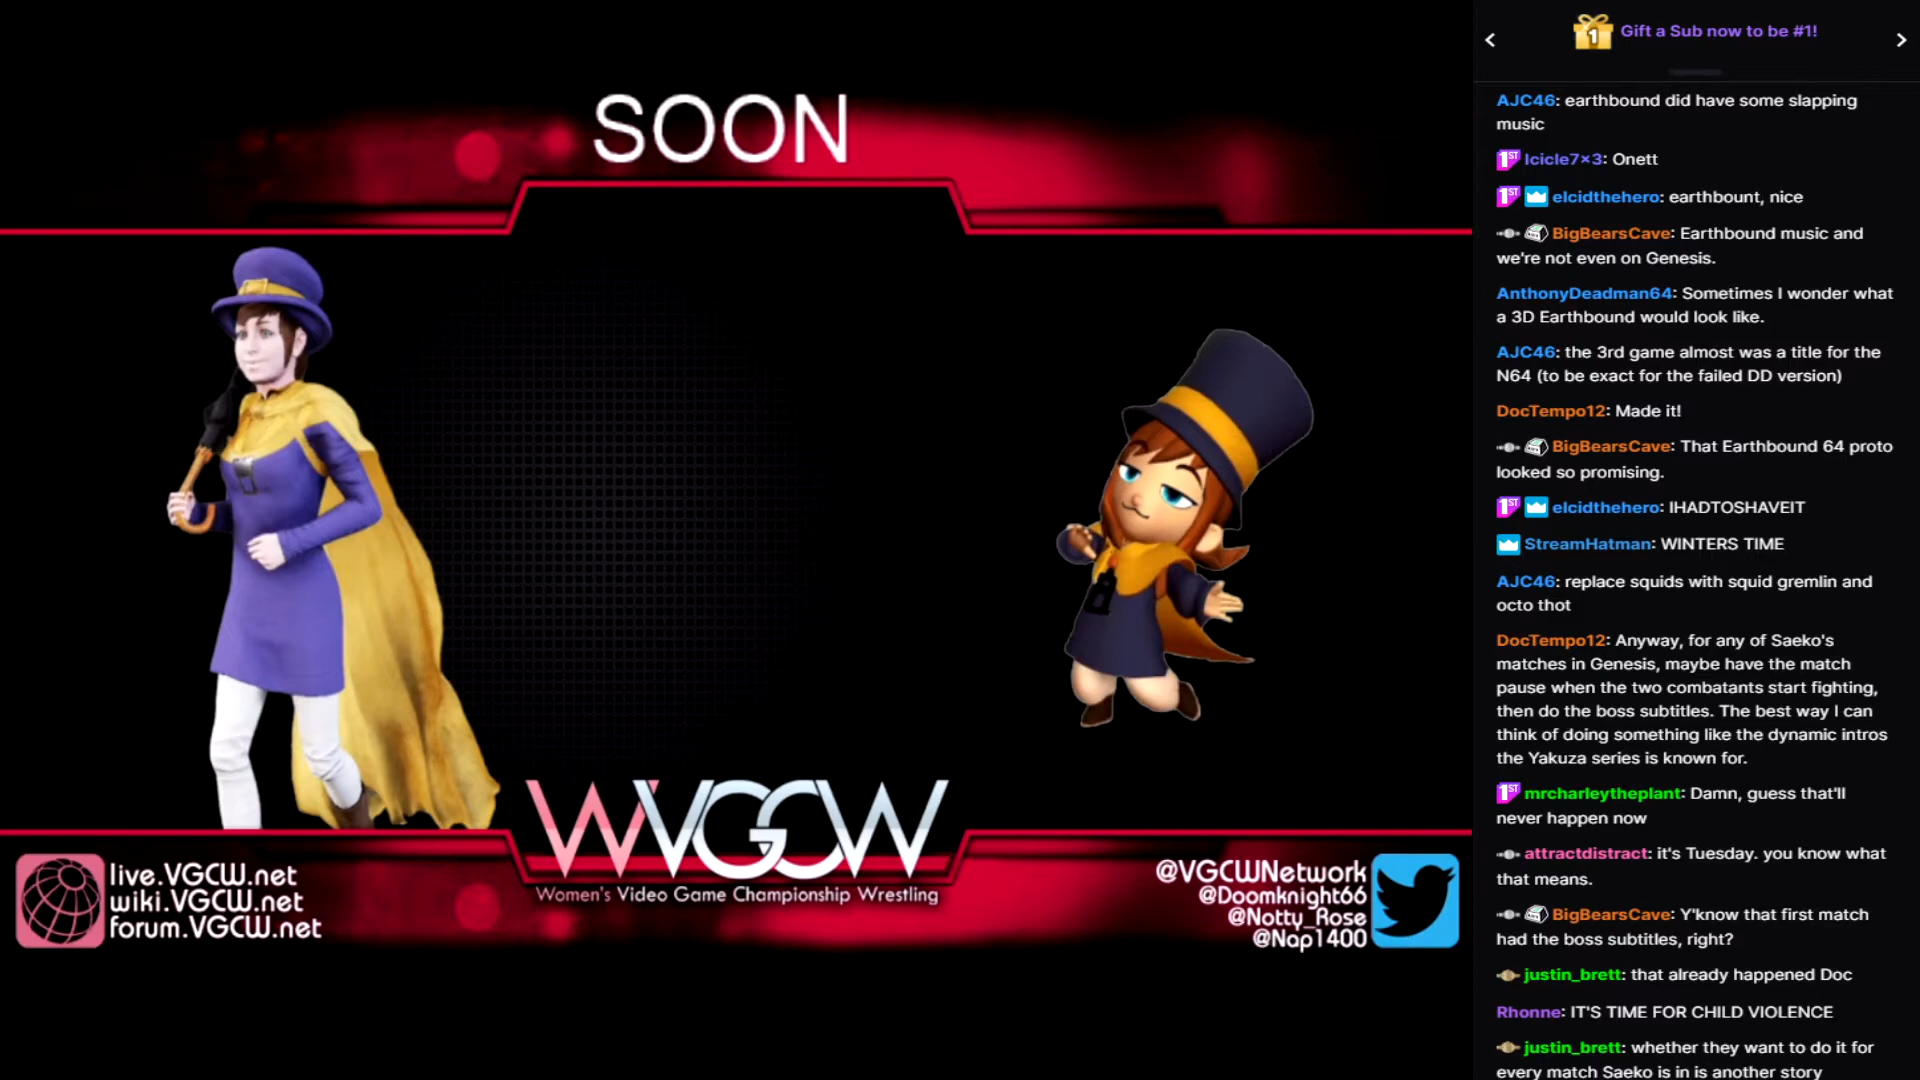 SOON
WVGCW
Women's Video Game Championship Wrestling
live.VGCW.net
wiki.VGCW.net
forum.VGCW.net
@VGCWNetwork
@Doomknight66
@Notty_Rose
@Nap1400
1
Gift a Sub now to be #1!
AJC46: earthbound did have some slapping
music
1ST Icicle7x3: Onett
1ST elcidthehero: earthbount, nice
BigBearsCave: Earthbound music and
we're not even on Genesis.
AnthonyDeadman64: Sometimes I wonder what
a 3D Earthbound would look like.
AJC46: the 3rd game almost was a title for the
N64 (to be exact for the failed DD version)
DocTempo12: Made it!
BigBearsCave: That Earthbound 64 proto
looked so promising.
1ST elcidthehero: IHADTOSHAVEIT
StreamHatman: WINTERS TIME
AJC46: replace squids with squid gremlin and
octo thot
DocTempo12: Anyway, for any of Saeko's
matches in Genesis, maybe have the match
pause when the two combatants start fighting,
then do the boss subtitles. The best way I can
think of doing something like the dynamic intros
the Yakuza series is known for.
1ST mrcharleytheplant: Damn, guess that'll
never happen now
attractdistract: it's Tuesday. you know what
that means.
BigBearsCave: Y'know that first match
had the boss subtitles, right?
justin_brett: that already happened Doc
Rhonne: IT'S TIME FOR CHILD VIOLENCE
justin_brett: whether they want to do it for
every match Saeko is in is another story